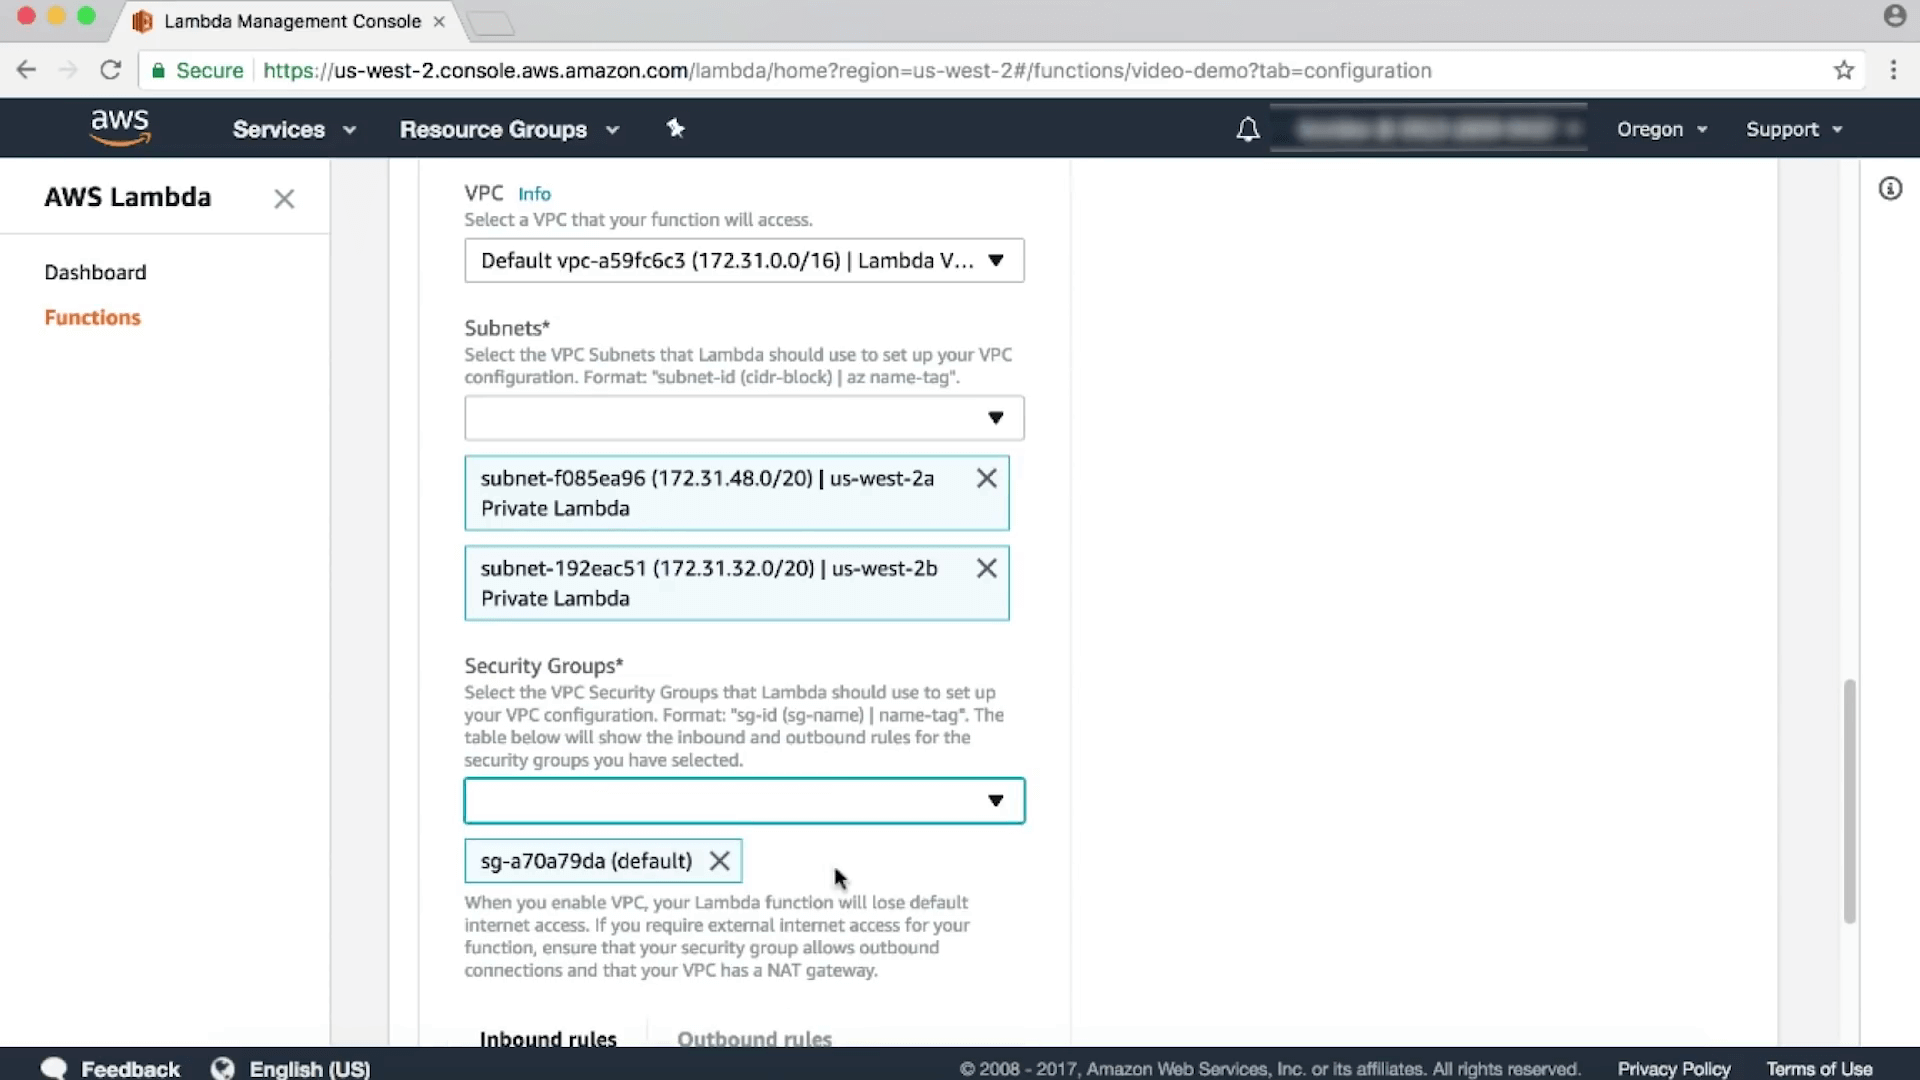 Lambda Management Console
Secure
https://us-west-2.console.aws.amazon.com/lambda/home?region=us-west-2#/functions/video-demo?tab=configuration
aws
Services
Resource Groups
Oregon
Support
AWS Lambda
Dashboard
Functions
VPC Info
Select a VPC that your function will access.
Default vpc-a59fc6c3 (172.31.0.0/16) | Lambda V...
Subnets*
Select the VPC Subnets that Lambda should use to set up your VPC
configuration. Format: "subnet-id (cidr-block) | az name-tag".
subnet-f085ea96 (172.31.48.0/20) | us-west-2a
Private Lambda
subnet-192eac51 (172.31.32.0/20) | us-west-2b
Private Lambda
Security Groups*
Select the VPC Security Groups that Lambda should use to set up
your VPC configuration. Format: "sg-id (sg-name) | name-tag". The
table below will show the inbound and outbound rules for the
security groups you have selected.
sg-a70a79da (default)
When you enable VPC, your Lambda function will lose default
internet access. If you require external internet access for your
function, ensure that your security group allows outbound
connections and that your VPC has a NAT gateway.
Inbound rules
Outbound rules
Feedback
English (US)
© 2008 - 2017, Amazon Web Services, Inc. or its affiliates. All rights reserved.
Privacy Policy
Terms of Use